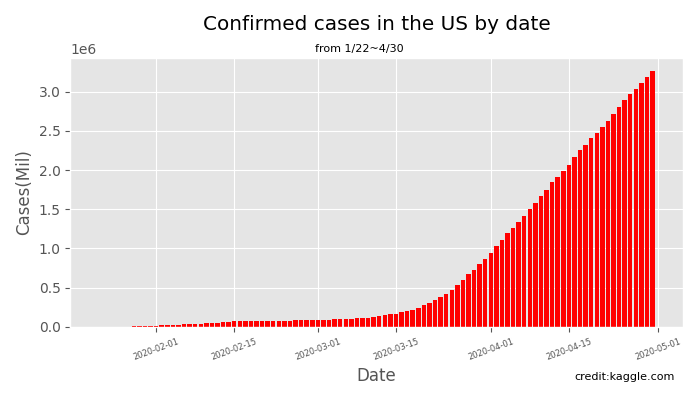 Confirmed cases in the US by date
from 1/22~4/30
1e6
3.0
2.5
2.0
1.5
1.0
0.5
0.0
Cases(Mil)
2020-02-01 2020-02-15 2020-03-01 2020-03-15 2020-04-01 2020-04-15 2020-05-01
Date
credit:kaggle.com